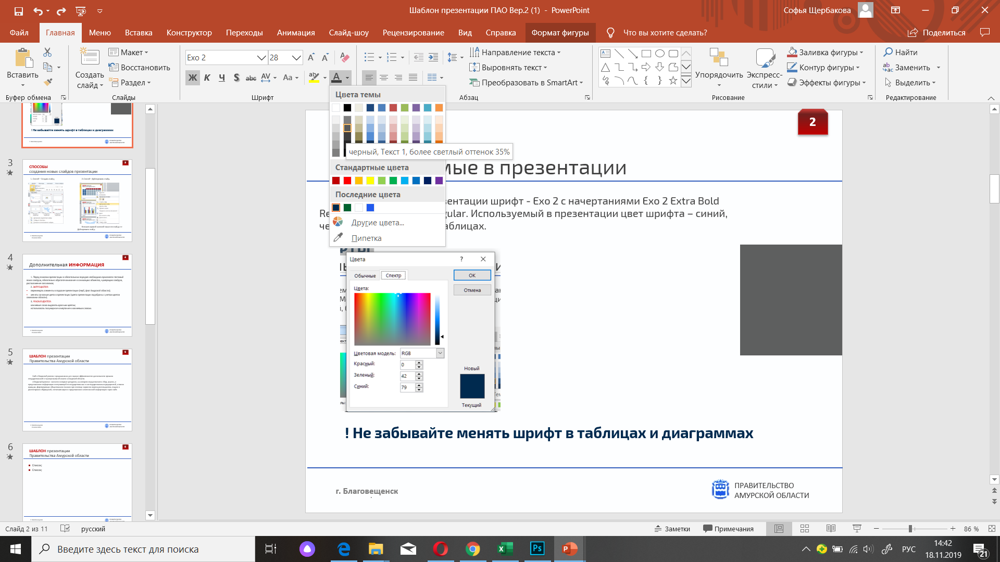 Шаблон презентации ПАО Вер.2 (1) - PowerPoint
Софья Щербакова
Файл Главная Меню Вставка Конструктор Переходы Анимация Слайд-шоу Рецензирование Вид Справка Формат фигуры Что вы хотите сделать? Поделиться
Вставить
Буфер обмена
Создать слайд
Макет
Восстановить
Раздел
Слайды
Exo 2 28
Ж К Ч S abc AV Aa A
Шрифт
Направление текста
Выровнять текст
Преобразовать в SmartArt
Абзац
Упорядочить
Экспресс-стили
Заливка фигуры
Контур фигуры
Эффекты фигуры
Рисование
Найти
Заменить
Выделить
Редактирование
Цвета темы
черный, Текст 1, более светлый оттенок 35%
Стандартные цвета
Последние цвета
Другие цвета...
Пипетка
! Не забывайте менять шрифт в таблицах и диаграммах
3
СПОСОБЫ
создания новых слайдов презентации
4
Дополнительная ИНФОРМАЦИЯ
5
ШАБЛОН презентации
Правительства Амурской области
6
ШАБЛОН презентации
Правительства Амурской области
Список;
Список;
2
мые в презентации
ентации шрифт - Exo 2 с начертаниями Exo 2 Extra Bold
Re gular. Используемый в презентации цвет шрифта – синий,
че аблицах.
Цвета ?
Обычные Спектр
ОК
Отмена
Цвета:
Цветовая модель: RGB
Красный: 0
Зеленый: 42
Синий: 79
Новый
Текущий
! Не забывайте менять шрифт в таблицах и диаграммах
г. Благовещенск
ПРАВИТЕЛЬСТВО
АМУРСКОЙ ОБЛАСТИ
Слайд 2 из 11 русский Заметки Примечания 86 %
Введите здесь текст для поиска
Ps
РУС
14:42
18.11.2019
21